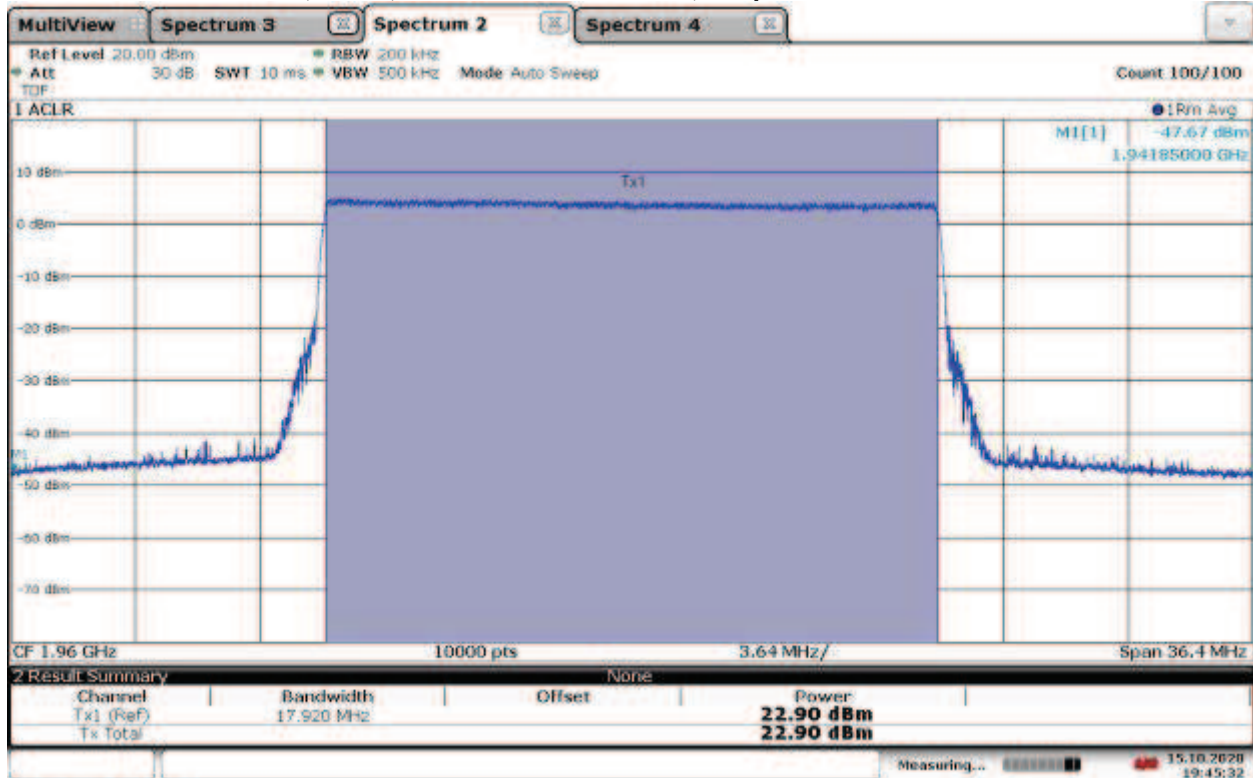 MultiView Spectrum 3 Spectrum 2 Spectrum 4
Ref Level 20.00 dBm RBW 200 kHz
Att 30 dB SWT 10 ms VBW 500 kHz Mode Auto Sweep Count 100/100
TDF
1 ACLR 1Rm Avg
M1[1] -47.67 dBm
1.94185000 GHz
10 dBm
Tx1
0 dBm
-10 dBm
-20 dBm
-30 dBm
-40 dBm
M1
-50 dBm
-60 dBm
-70 dBm
CF 1.96 GHz 10000 pts 3.64 MHz/ Span 36.4 MHz
2 Result Summary None
Channel Bandwidth Offset Power
Tx1 (Ref) 17.920 MHz 22.90 dBm
Tx Total 22.90 dBm
Measuring... 15.10.2020
19:45:32